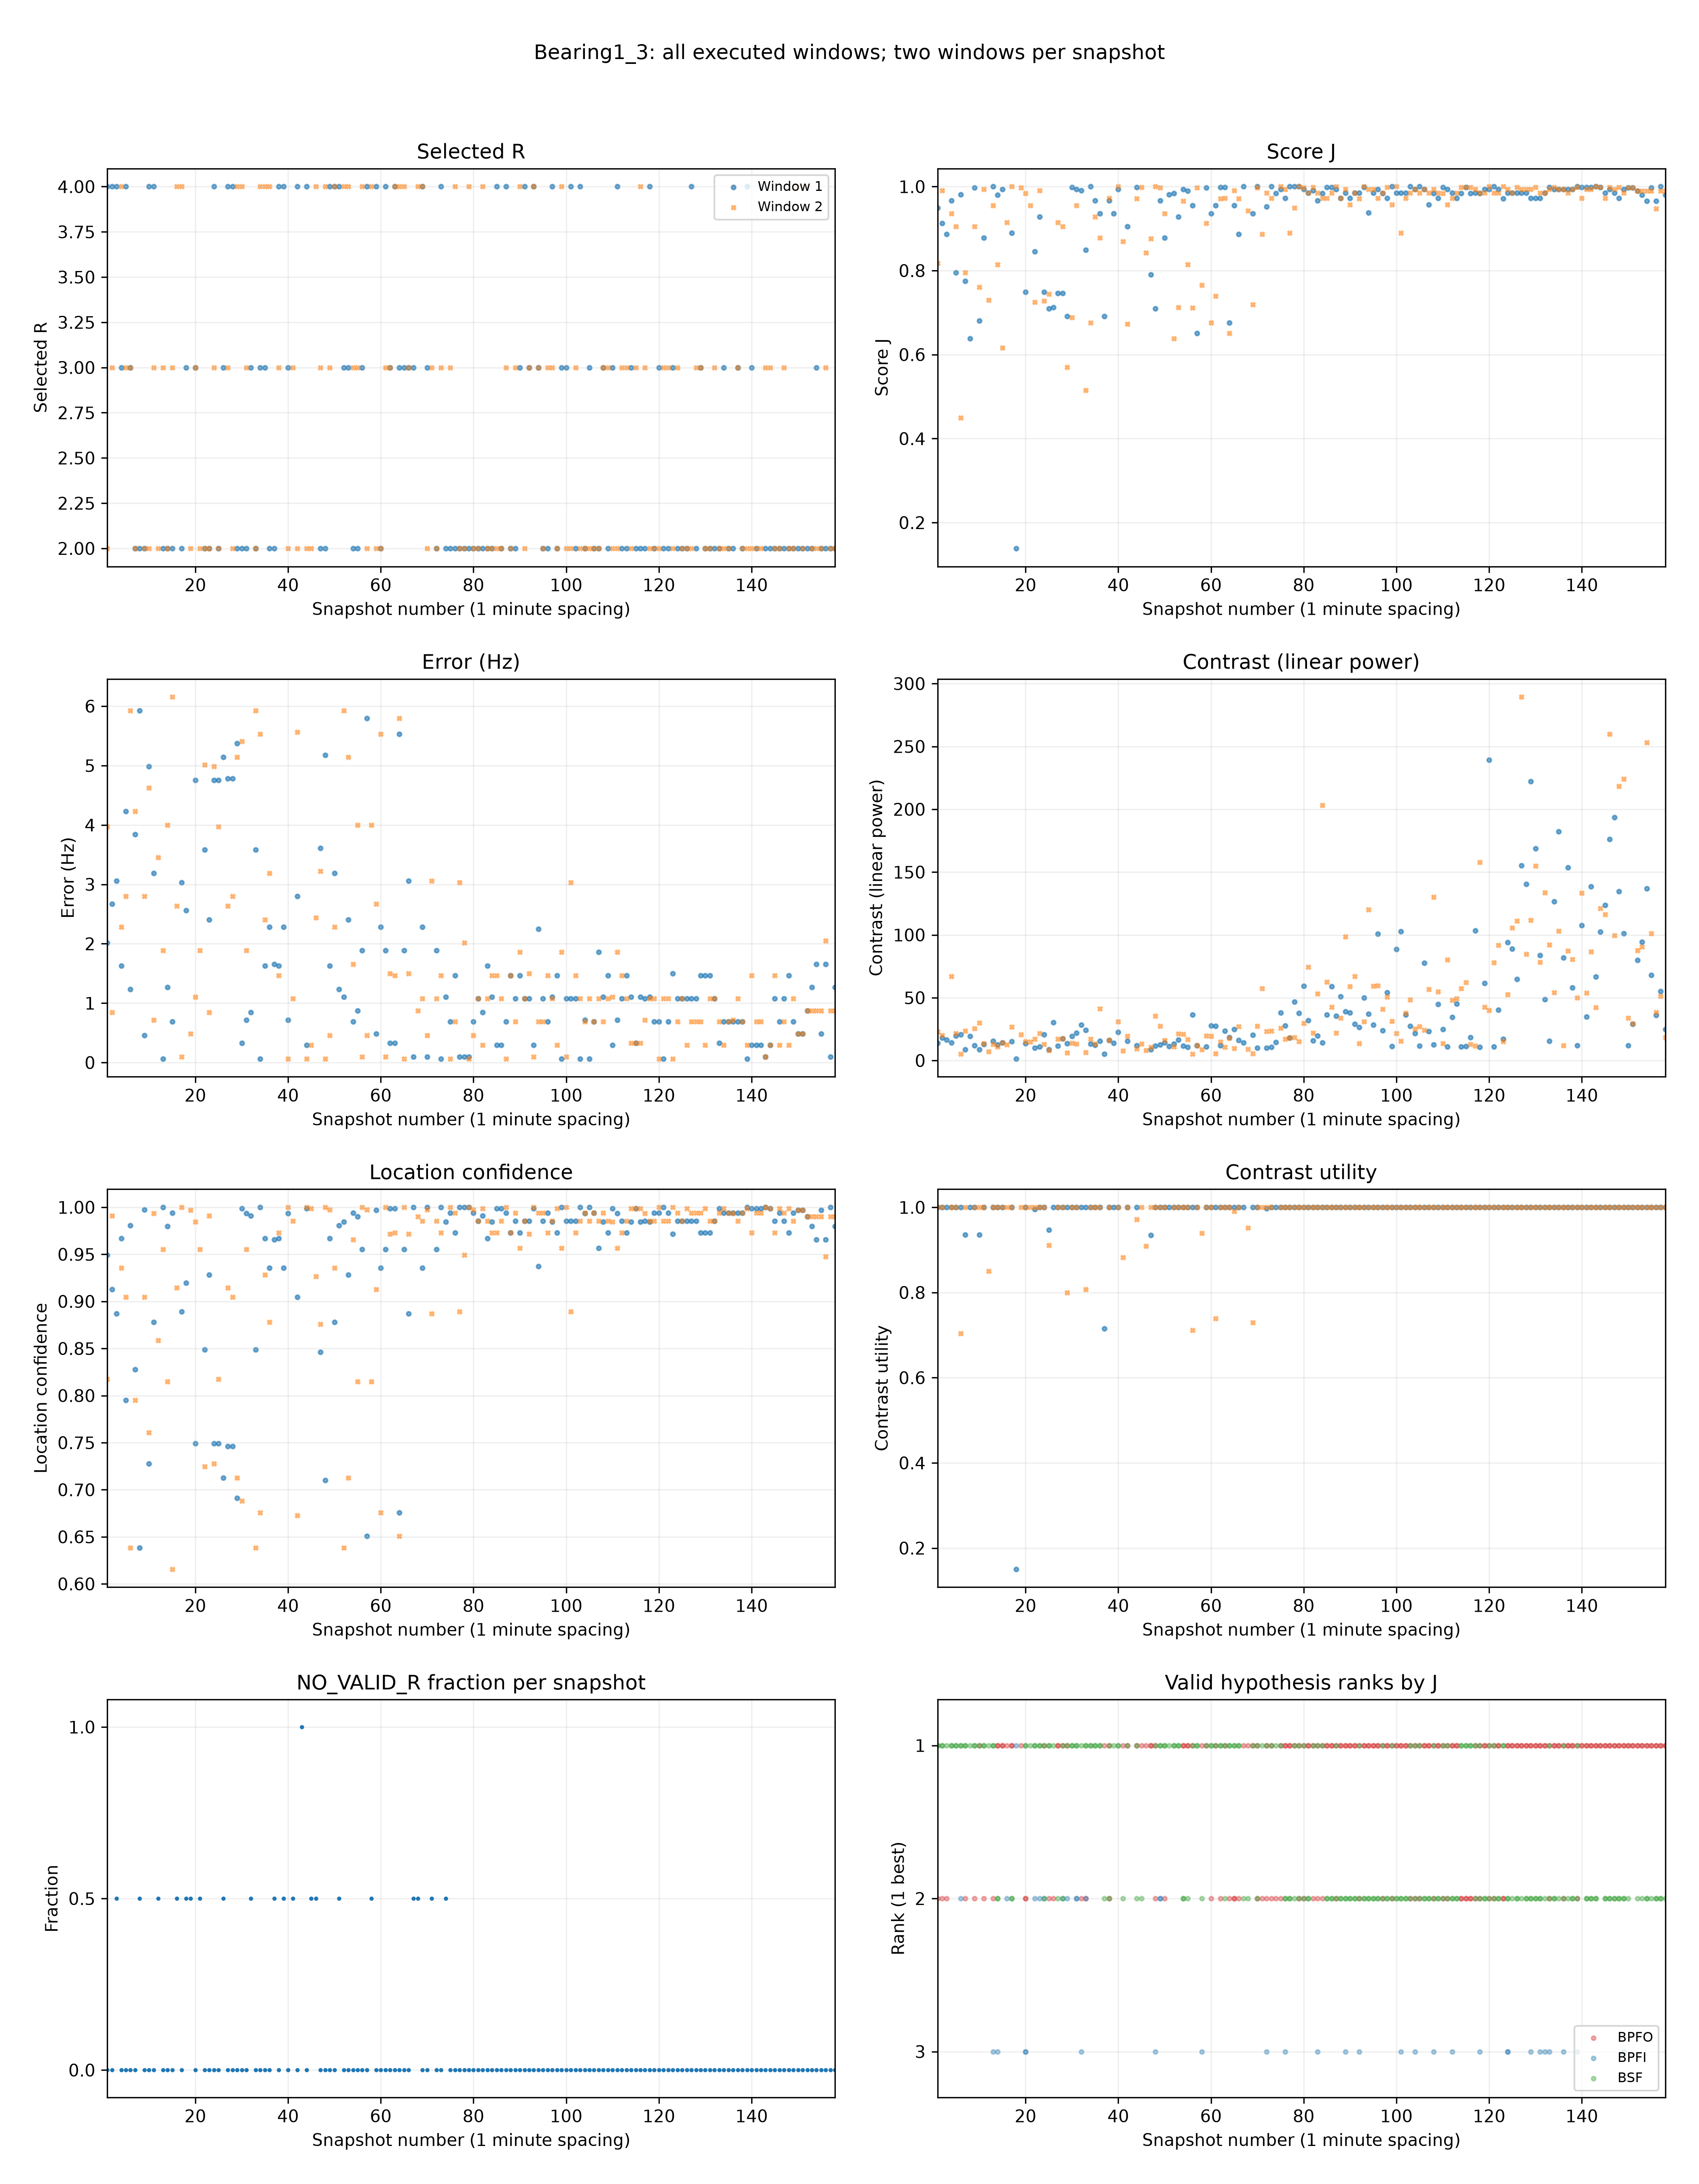 Bearing1_3: all executed windows; two windows per snapshot
Selected R
4.00
3.75
3.50
3.25
3.00
2.75
2.50
2.25
2.00
Selected R
Window 1
Window 2
20 40 60 80 100 120 140
Snapshot number (1 minute spacing)
Score J
1.0
0.8
0.6
0.4
0.2
Score J
20 40 60 80 100 120 140
Snapshot number (1 minute spacing)
Error (Hz)
6
5
4
3
2
1
0
Error (Hz)
20 40 60 80 100 120 140
Snapshot number (1 minute spacing)
Contrast (linear power)
300
250
200
150
100
50
0
Contrast (linear power)
20 40 60 80 100 120 140
Snapshot number (1 minute spacing)
Location confidence
1.00
0.95
0.90
0.85
0.80
0.75
0.70
0.65
0.60
Location confidence
20 40 60 80 100 120 140
Snapshot number (1 minute spacing)
Contrast utility
1.0
0.8
0.6
0.4
0.2
Contrast utility
20 40 60 80 100 120 140
Snapshot number (1 minute spacing)
NO_VALID_R fraction per snapshot
1.0
0.5
0.0
Fraction
20 40 60 80 100 120 140
Snapshot number (1 minute spacing)
Valid hypothesis ranks by J
1
2
3
Rank (1 best)
BPFO
BPFI
BSF
20 40 60 80 100 120 140
Snapshot number (1 minute spacing)